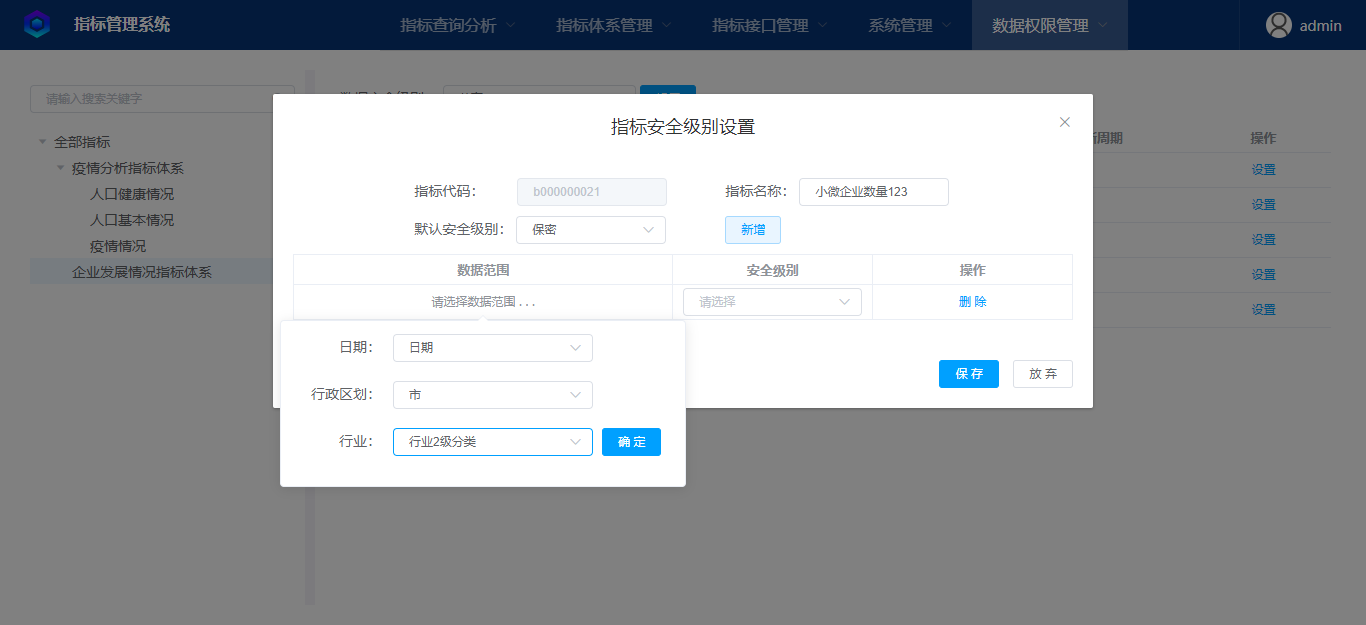 指标管理系统 指标查询分析 指标体系管理 指标接口管理 系统管理 数据权限管理 admin
请输入搜索关键字
指标安全级别设置
全部指标
周期 操作
疫情分析指标体系
设置
人口健康情况
指标代码： b000000021 指标名称： 小微企业数量123
设置
人口基本情况
默认安全级别： 保密 新增
设置
疫情情况
企业发展情况指标体系
数据范围 安全级别 操作
设置
请选择数据范围 . . . 请选择 删 除
设置
日期： 日期
保 存 放 弃
行政区划： 市
行业： 行业2级分类 确 定